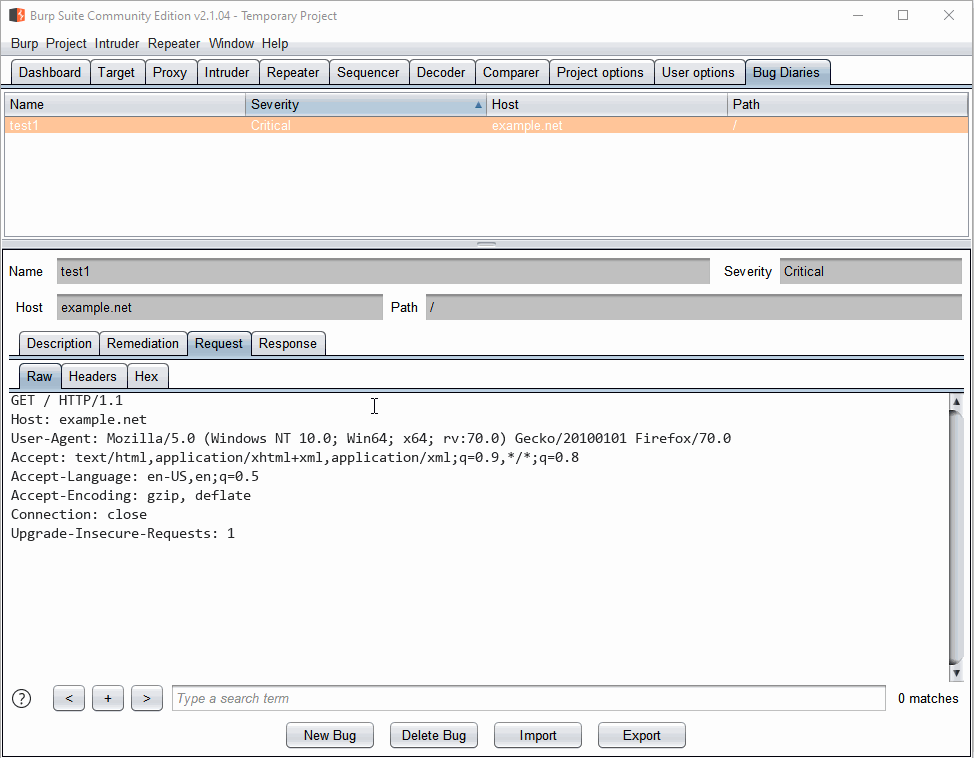 Burp Suite Community Edition v2.1.04 - Temporary Project
Burp Project Intruder Repeater Window Help
Dashboard Target Proxy Intruder Repeater Sequencer Decoder Comparer Project options User options Bug Diaries
Name Severity Host Path
test1 Critical example.net /
Name test1 Severity Critical
Host example.net Path /
Description Remediation Request Response
Raw Headers Hex
GET / HTTP/1.1
Host: example.net
User-Agent: Mozilla/5.0 (Windows NT 10.0; Win64; x64; rv:70.0) Gecko/20100101 Firefox/70.0
Accept: text/html,application/xhtml+xml,application/xml;q=0.9,*/*;q=0.8
Accept-Language: en-US,en;q=0.5
Accept-Encoding: gzip, deflate
Connection: close
Upgrade-Insecure-Requests: 1
? < + > Type a search term 0 matches
New Bug Delete Bug Import Export